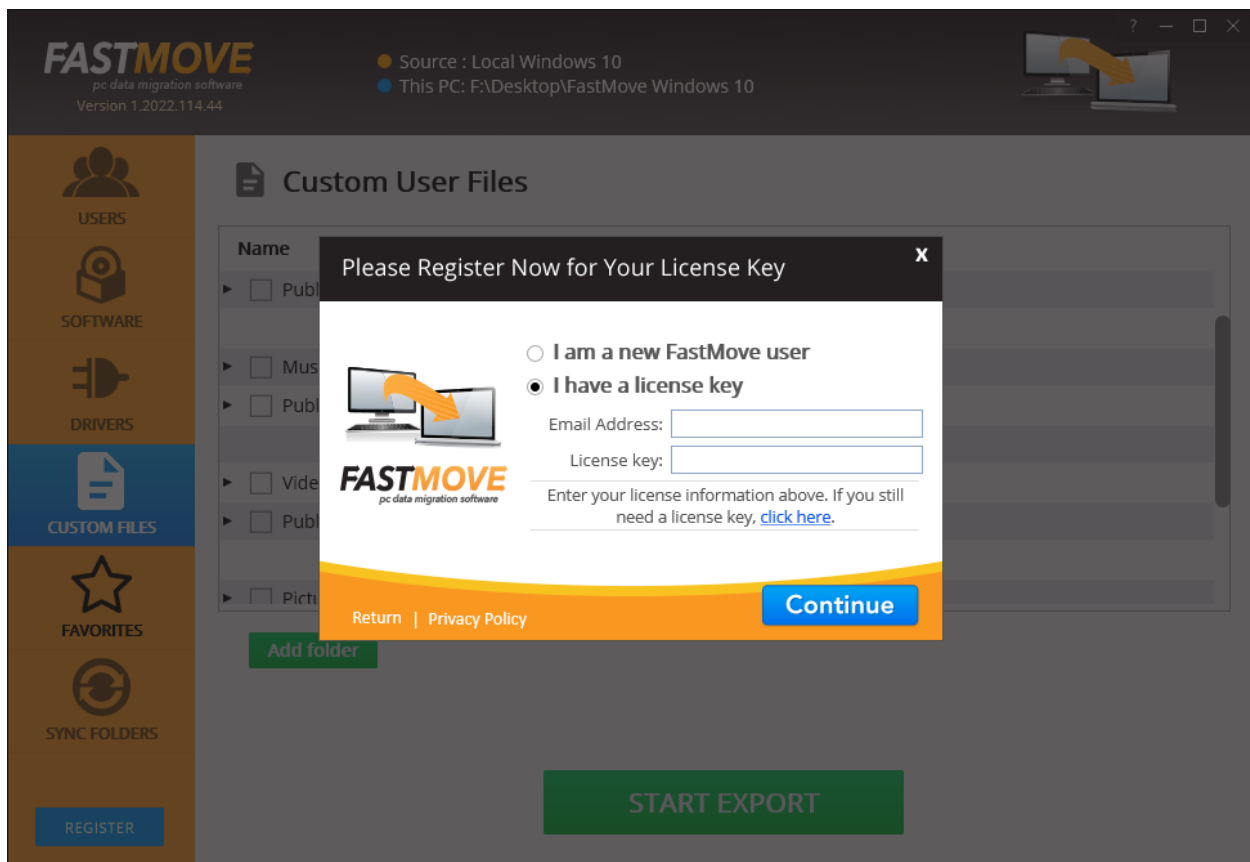 FASTMOVE
pc data migration software
Version 1.2022.114.44
Source : Local Windows 10
This PC: F:\Desktop\FastMove Windows 10
?
USERS
SOFTWARE
DRIVERS
CUSTOM FILES
FAVORITES
SYNC FOLDERS
REGISTER
Custom User Files
Name
Publ
Mus
Publ
Vide
Publ
Pictu
Please Register Now for Your License Key
x
I am a new FastMove user
I have a license key
Email Address:
License key:
Enter your license information above. If you still
need a license key, click here.
FASTMOVE
pc data migration software
Return | Privacy Policy
Continue
Add folder
START EXPORT